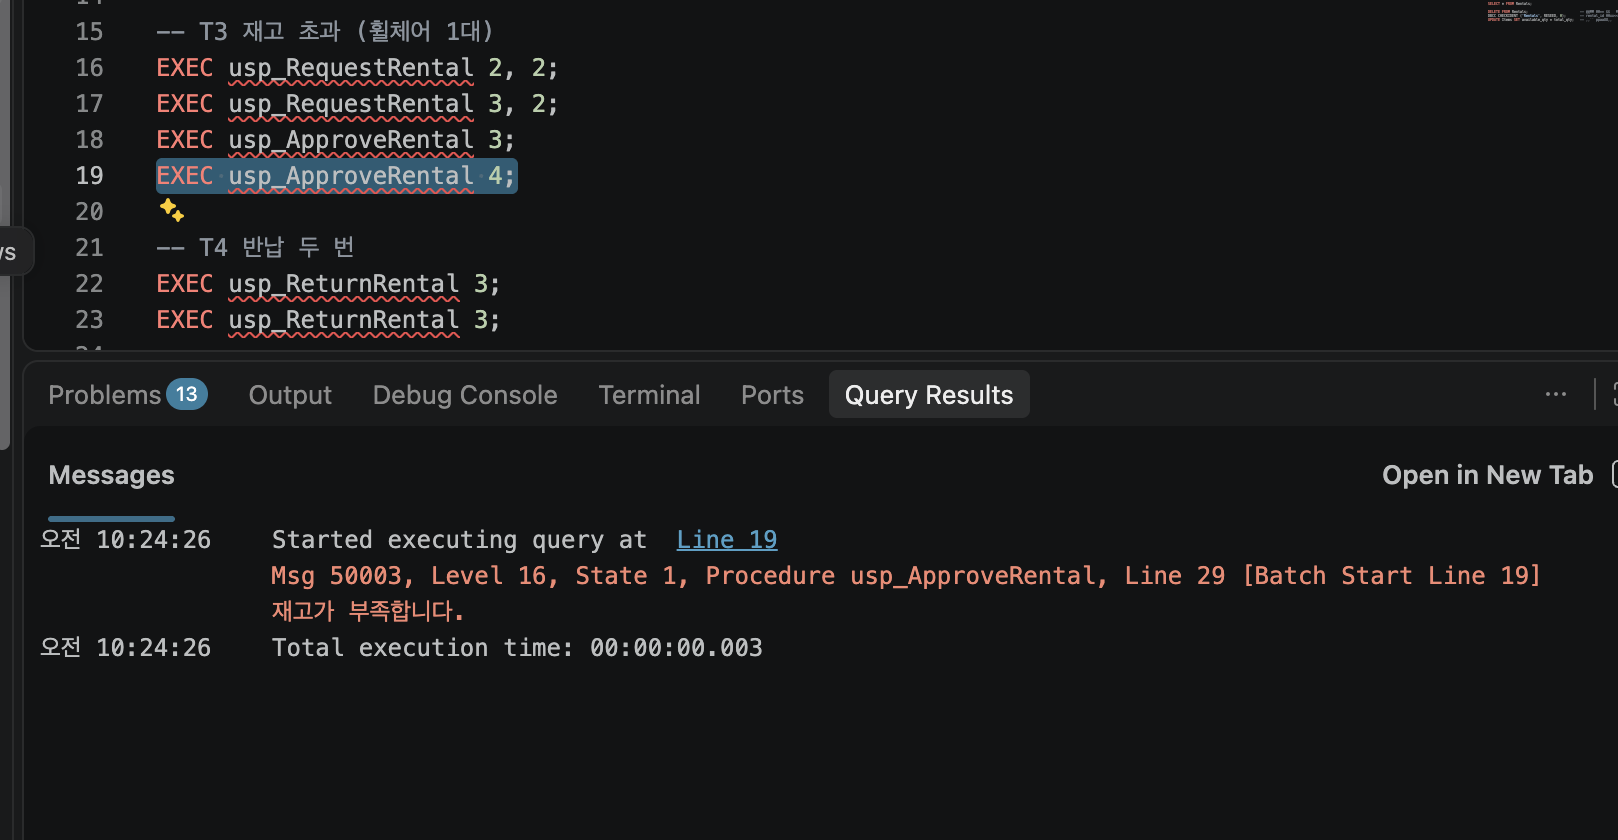 15 -- T3 재고 초과 (휠체어 1대)
16 EXEC usp_RequestRental 2, 2;
17 EXEC usp_RequestRental 3, 2;
18 EXEC usp_ApproveRental 3;
19 EXEC usp_ApproveRental 4;
20
21 -- T4 반납 두 번
22 EXEC usp_ReturnRental 3;
23 EXEC usp_ReturnRental 3;
Problems 13 Output Debug Console Terminal Ports Query Results
Messages Open in New Tab
오전 10:24:26 Started executing query at Line 19
Msg 50003, Level 16, State 1, Procedure usp_ApproveRental, Line 29 [Batch Start Line 19]
재고가 부족합니다.
오전 10:24:26 Total execution time: 00:00:00.003